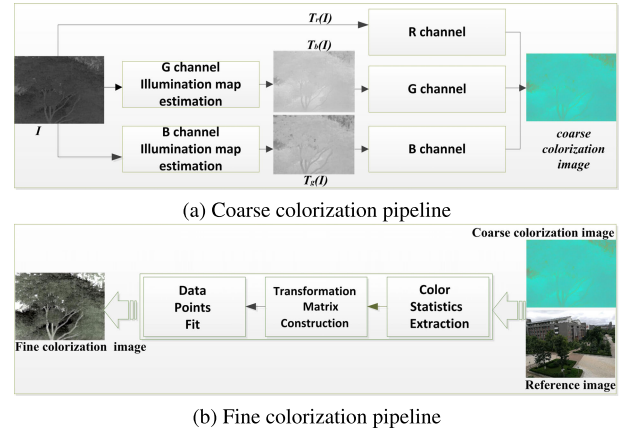 Tr(I)
R channel
Tb(I)
G channel
Illumination map
estimation
G channel
I
B channel
Illumination map
estimation
B channel
coarse
colorization
image
Tg(I)
(a) Coarse colorization pipeline
Coarse colorization image
Data
Points
Fit
Transformation
Matrix
Construction
Color
Statistics
Extraction
Fine colorization image
Reference image
(b) Fine colorization pipeline